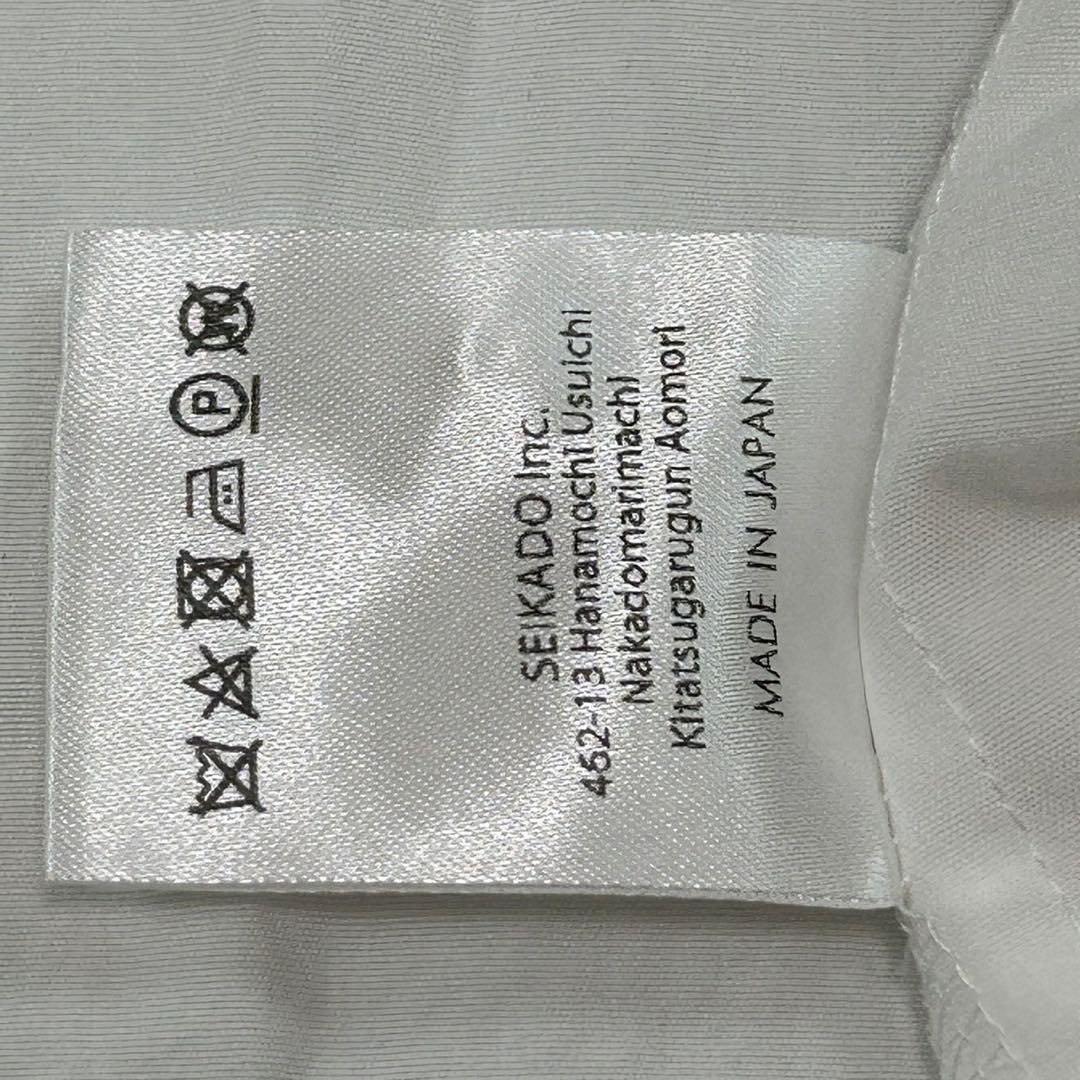 P W
SEIKADO Inc.
462-13 Hanamochi Usuichi
Nakadomarimachi
Kitatsugarugun Aomori
MADE IN JAPAN